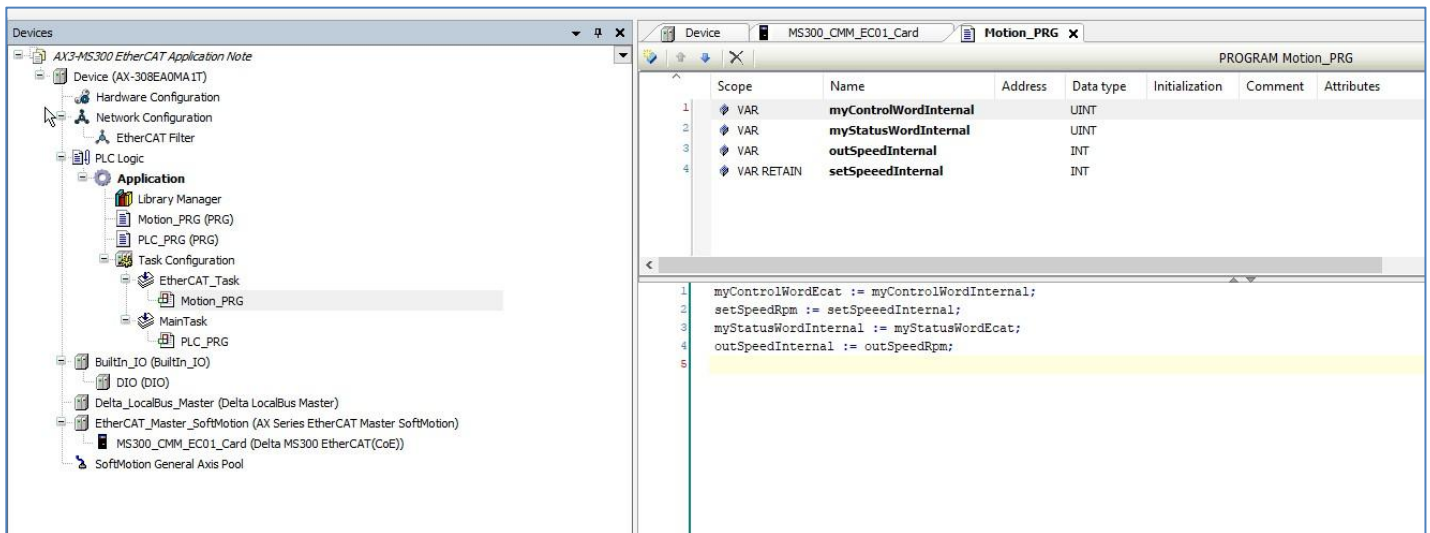 Devices
AX3-MS300 EtherCAT Application Note
Device (AX-308EA0MA1T)
Hardware Configuration
Network Configuration
EtherCAT Filter
PLC Logic
Application
Library Manager
Motion_PRG (PRG)
PLC_PRG (PRG)
Task Configuration
EtherCAT_Task
Motion_PRG
MainTask
PLC_PRG
BuiltIn_IO (BuiltIn_IO)
DIO (DIO)
Delta_LocalBus_Master (Delta LocalBus Master)
EtherCAT_Master_SoftMotion (AX Series EtherCAT Master SoftMotion)
MS300_CMM_EC01_Card (Delta MS300 EtherCAT(CoE))
SoftMotion General Axis Pool
Device MS300_CMM_EC01_Card Motion_PRG
PROGRAM Motion_PRG
Scope Name Address Data type Initialization Comment Attributes
1 VAR myControlWordInternal UINT
2 VAR myStatusWordInternal UINT
3 VAR outSpeedInternal INT
4 VAR RETAIN setSpeeedInternal INT
1 myControlWordEcat := myControlWordInternal;
2 setSpeedRpm := setSpeeedInternal;
3 myStatusWordInternal := myStatusWordEcat;
4 outSpeedInternal := outSpeedRpm;
5